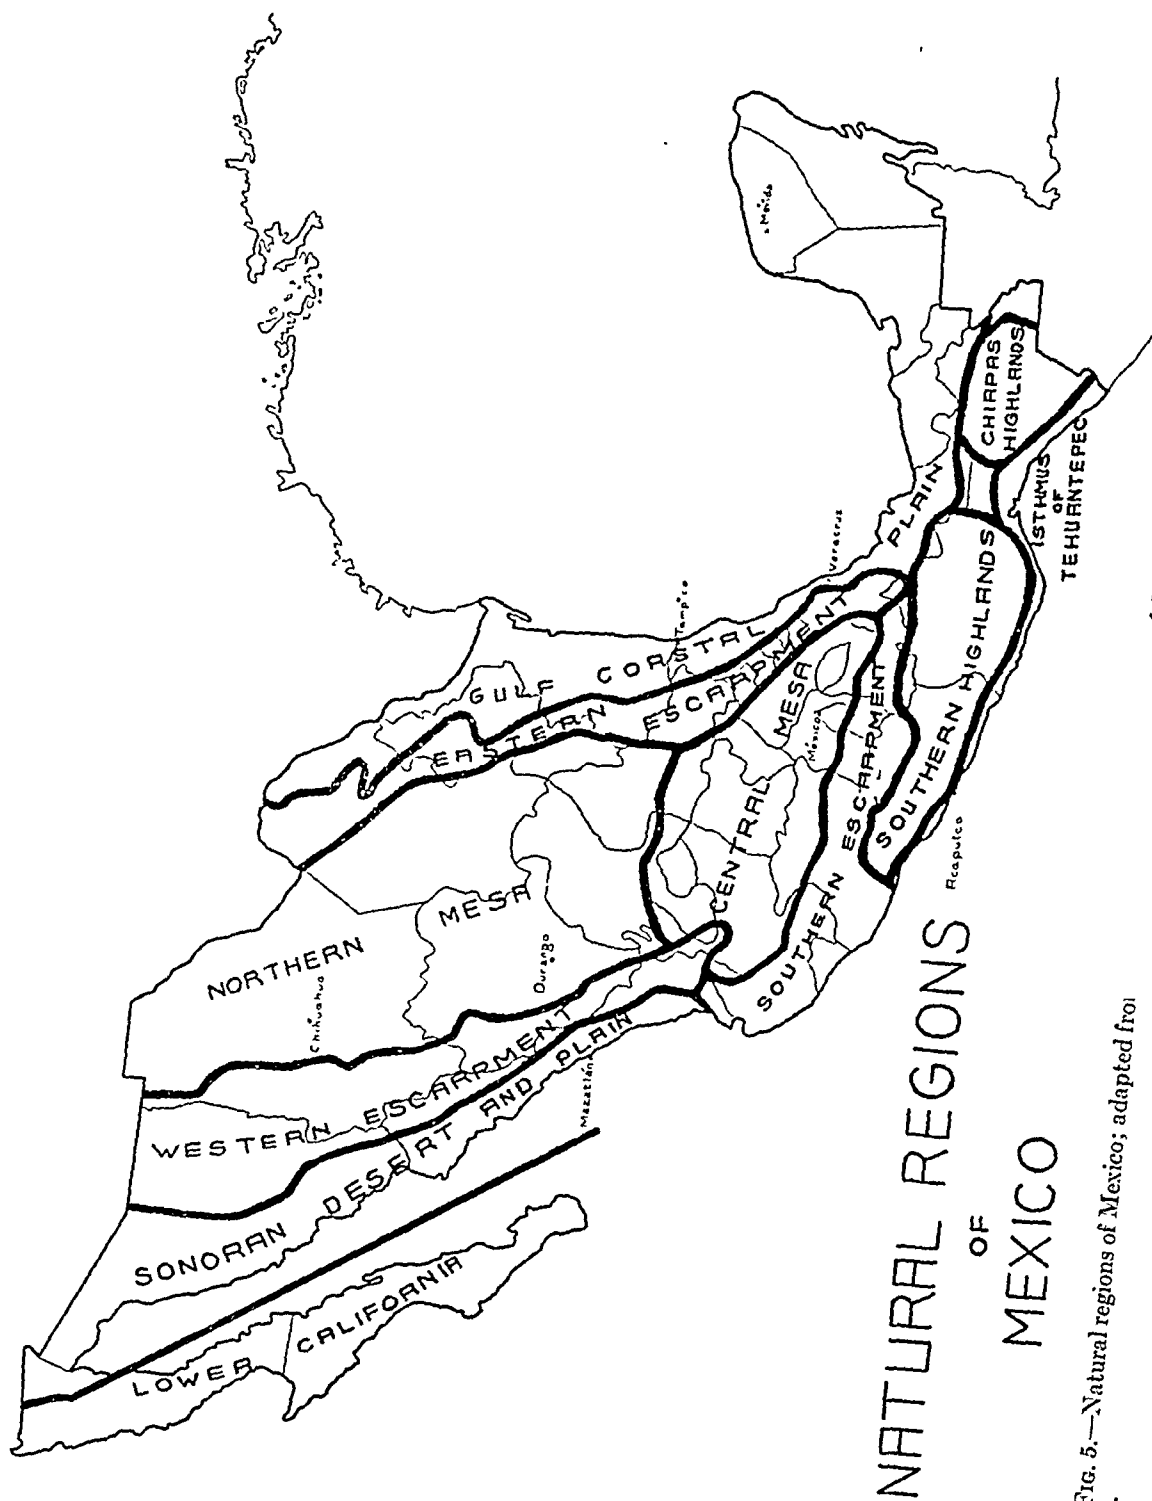 LOWER CALIFORNIA
SONORAN DESERT AND PLAIN
WESTERN ESCARPMENT
NORTHERN MESA
Chihuahua
Durango
Mazatlán
EASTERN ESCARPMENT
GULF COASTAL PLAIN
Tampico
Veracruz
CENTRAL MESA
Mexico
SOUTHERN ESCARPMENT
SOUTHERN HIGHLANDS
Acapulco
ISTHMUS
OF
TEHUANTEPEC
CHIAPAS
HIGHLANDS
Merida
NATURAL REGIONS
OF
MEXICO
FIG. 5.—Natural regions of Mexico; adapted from